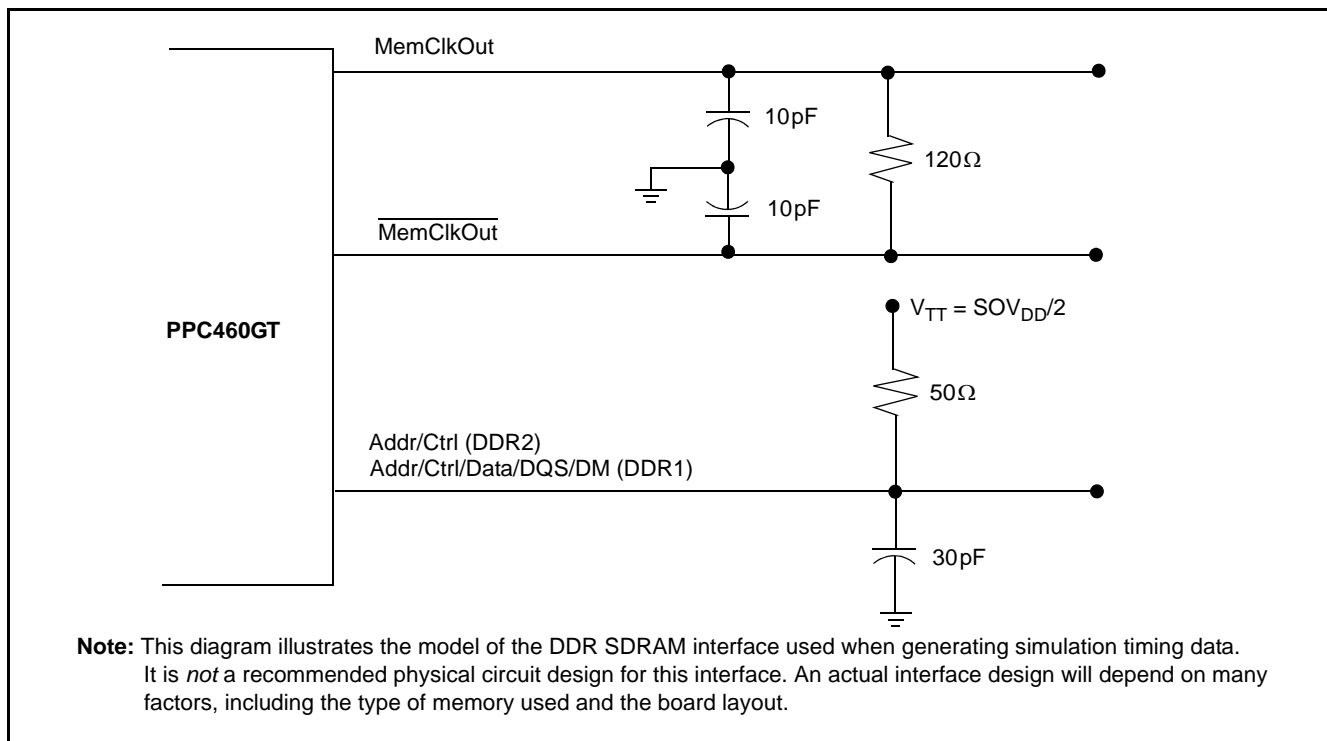 MemClkOut
10pF
120Ω
10pF
MemClkOut
V_TT = SOV_DD/2
PPC460GT
50Ω
Addr/Ctrl (DDR2)
Addr/Ctrl/Data/DQS/DM (DDR1)
30pF
Note: This diagram illustrates the model of the DDR SDRAM interface used when generating simulation timing data.
It is not a recommended physical circuit design for this interface. An actual interface design will depend on many
factors, including the type of memory used and the board layout.